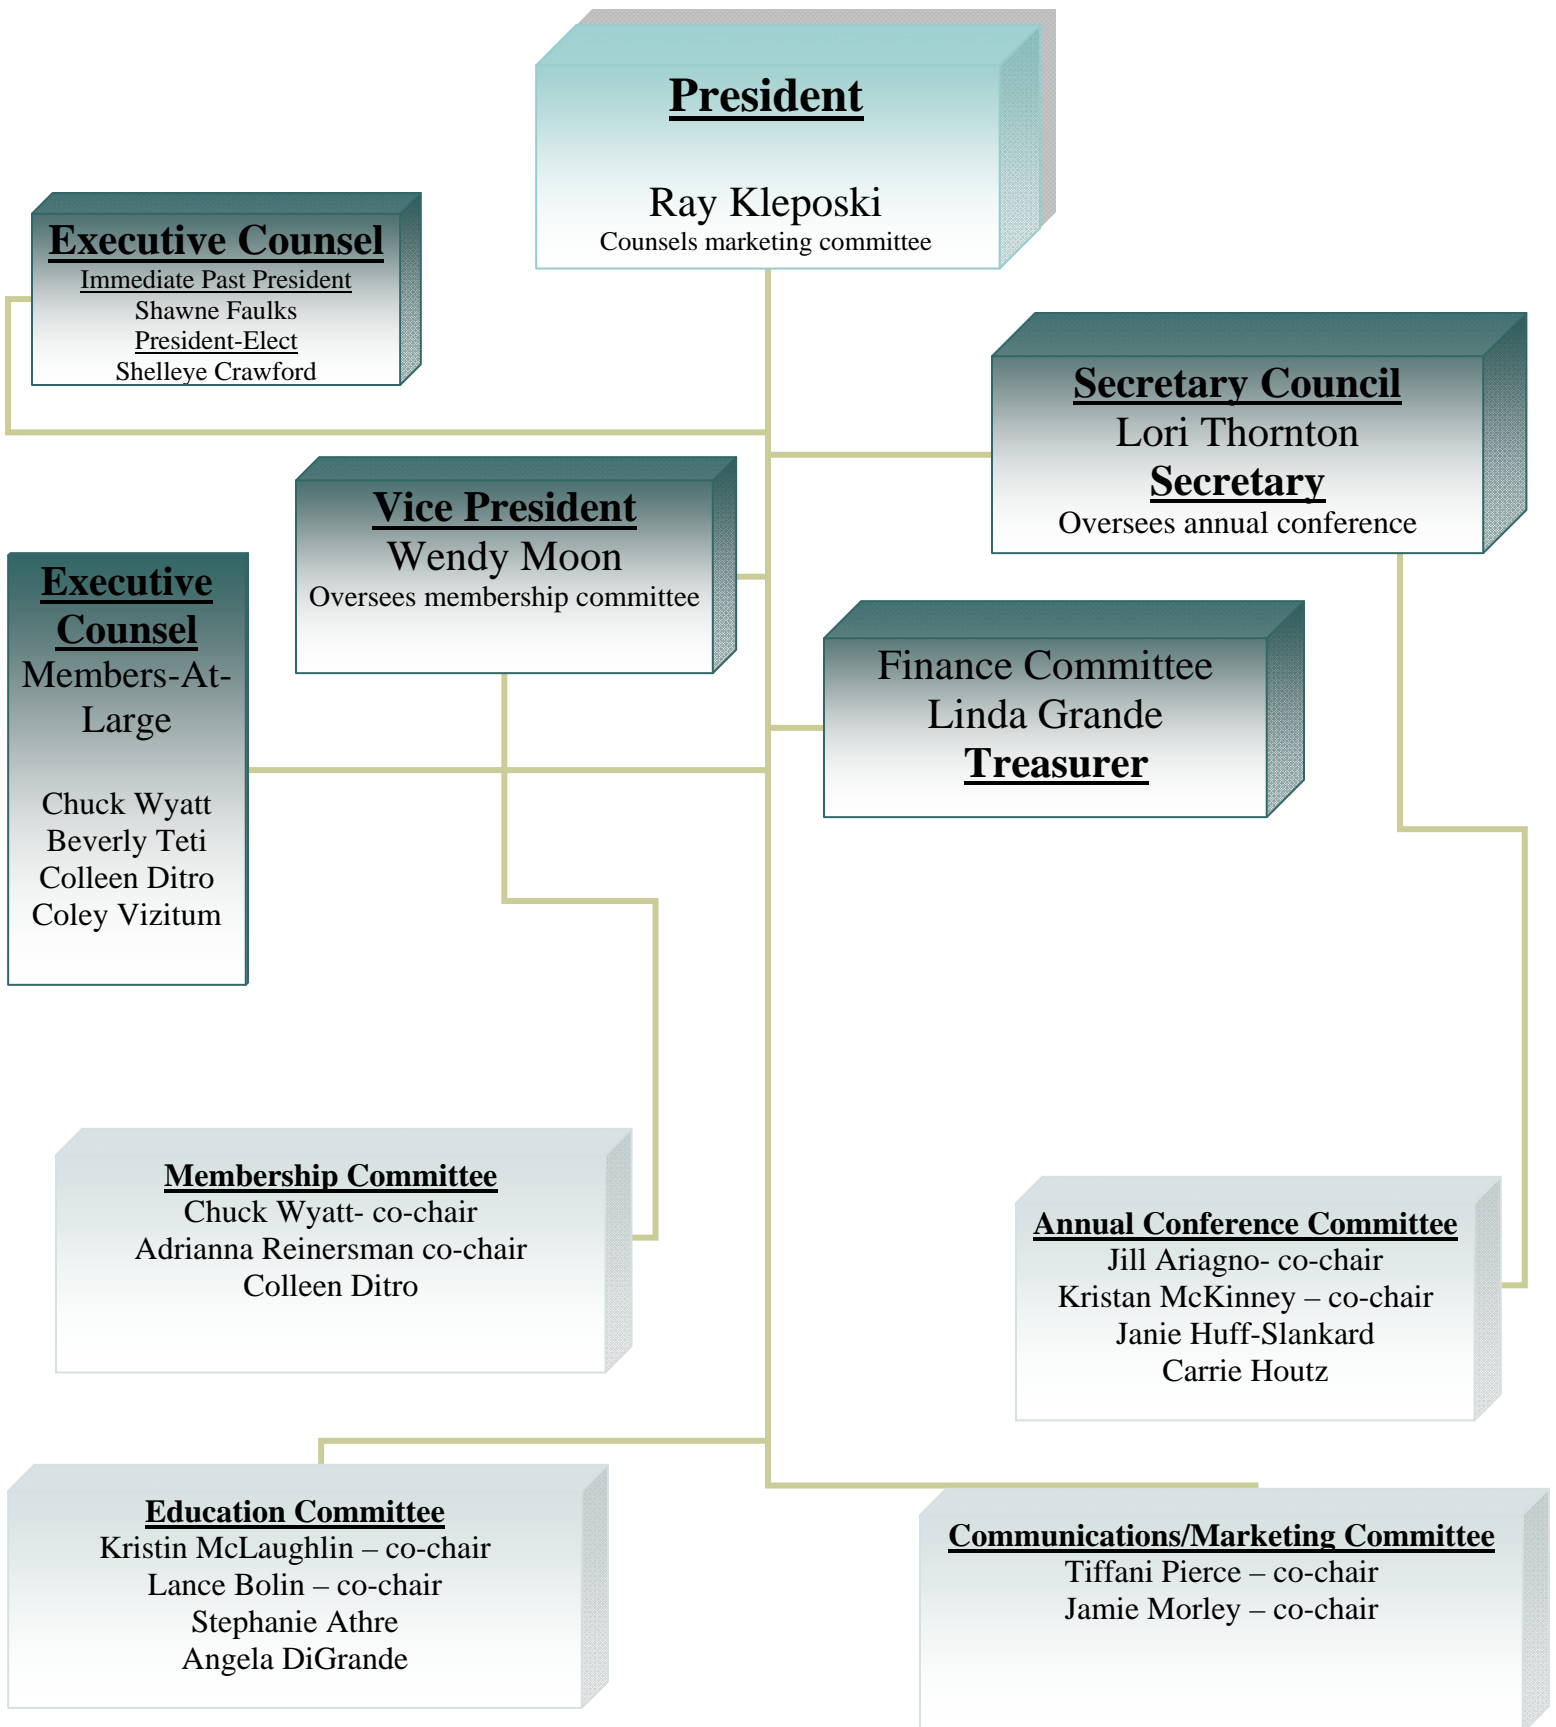 President
Ray Kleposki
Counsels marketing committee
Executive Counsel
Immediate Past President
Shawne Faulks
President-Elect
Shelleye Crawford
Secretary Council
Lori Thornton
Secretary
Oversees annual conference
Vice President
Wendy Moon
Oversees membership committee
Executive
Counsel
Members-At-
Large
Chuck Wyatt
Beverly Teti
Colleen Ditro
Coley Vizitum
Finance Committee
Linda Grande
Treasurer
Membership Committee
Chuck Wyatt- co-chair
Adrianna Reinersman co-chair
Colleen Ditro
Annual Conference Committee
Jill Ariagno- co-chair
Kristan McKinney – co-chair
Janie Huff-Slankard
Carrie Houtz
Education Committee
Kristin McLaughlin – co-chair
Lance Bolin – co-chair
Stephanie Athre
Angela DiGrande
Communications/Marketing Committee
Tiffani Pierce – co-chair
Jamie Morley – co-chair